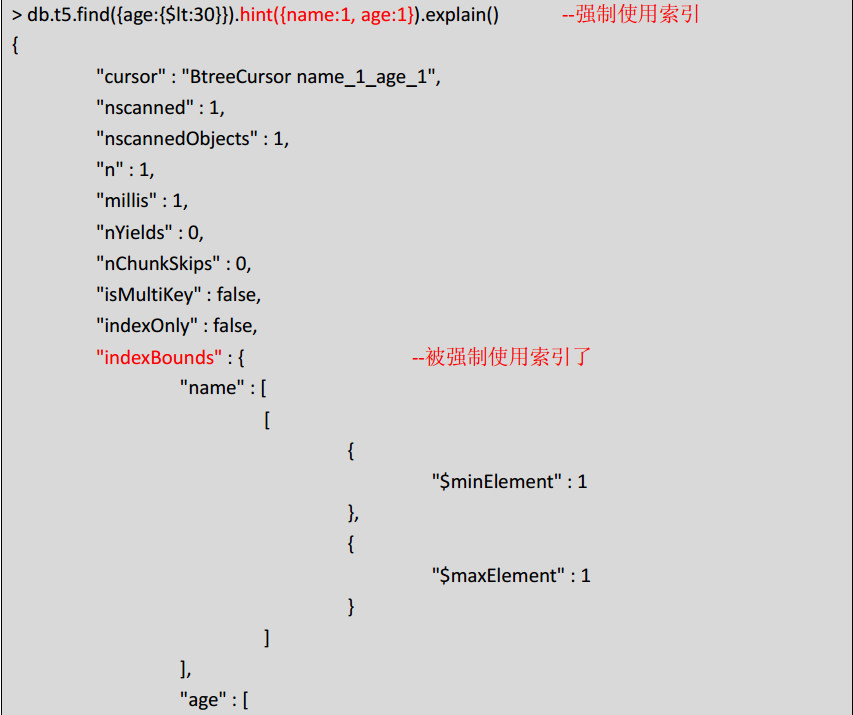 > db.t5.find({age:{$lt:30}}).hint({name:1, age:1}).explain() --强制使用索引
{
"cursor" : "BtreeCursor name_1_age_1",
"nscanned" : 1,
"nscannedObjects" : 1,
"n" : 1,
"millis" : 1,
"nYields" : 0,
"nChunkSkips" : 0,
"isMultiKey" : false,
"indexOnly" : false,
"indexBounds" : { --被强制使用索引了
"name" : [
[
{
"$minElement" : 1
},
{
"$maxElement" : 1
}
]
],
"age" : [